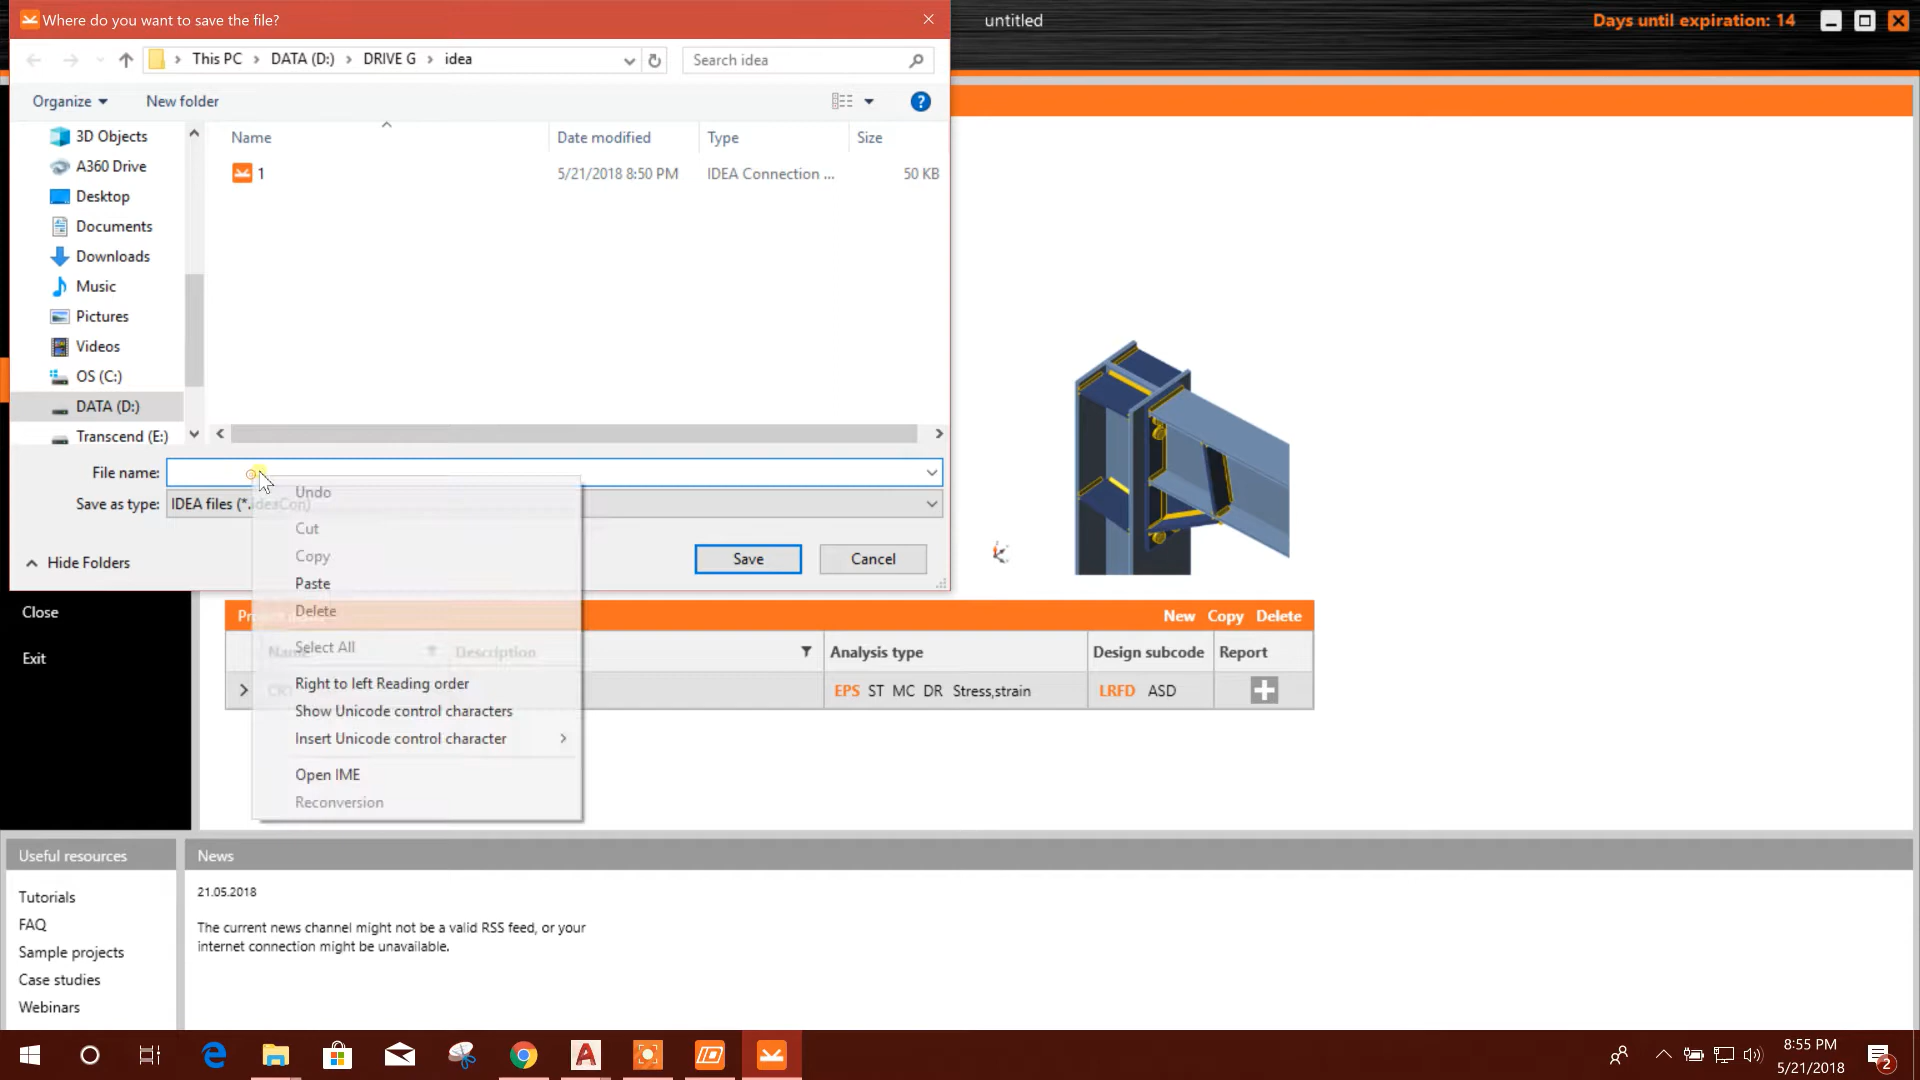 Where do you want to save the file?
untitled
Days until expiration: 14
This PC > DATA (D:) > DRIVE G > idea
Search idea
Organize
New folder
Name
Date modified
Type
Size
1
5/21/2018 8:50 PM
IDEA Connection ...
50 KB
3D Objects
A360 Drive
Desktop
Documents
Downloads
Music
Pictures
Videos
OS (C:)
DATA (D:)
Transcend (E:)
File name:
Save as type:
IDEA files (*.ideaCon)
Hide Folders
Save
Cancel
Undo
Cut
Copy
Paste
Delete
Select All
Right to left Reading order
Show Unicode control characters
Insert Unicode control character
Open IME
Reconversion
Close
Exit
New Copy Delete
Name
Description
Analysis type
Design subcode
Report
EPS ST MC DR Stress,strain
LRFD ASD
Useful resources
Tutorials
FAQ
Sample projects
Case studies
Webinars
News
21.05.2018
The current news channel might not be a valid RSS feed, or your
internet connection might be unavailable.
8:55 PM
5/21/2018
2